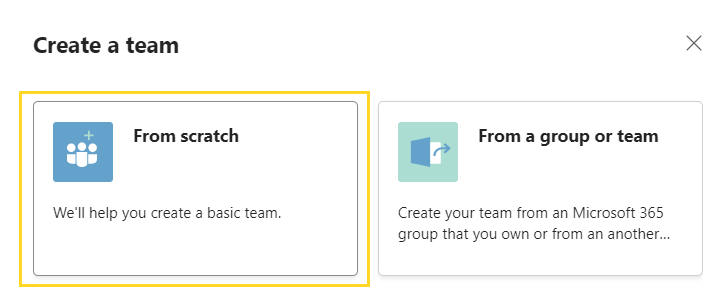 Create a team
From scratch
We'll help you create a basic team.
From a group or team
Create your team from an Microsoft 365
group that you own or from an another...